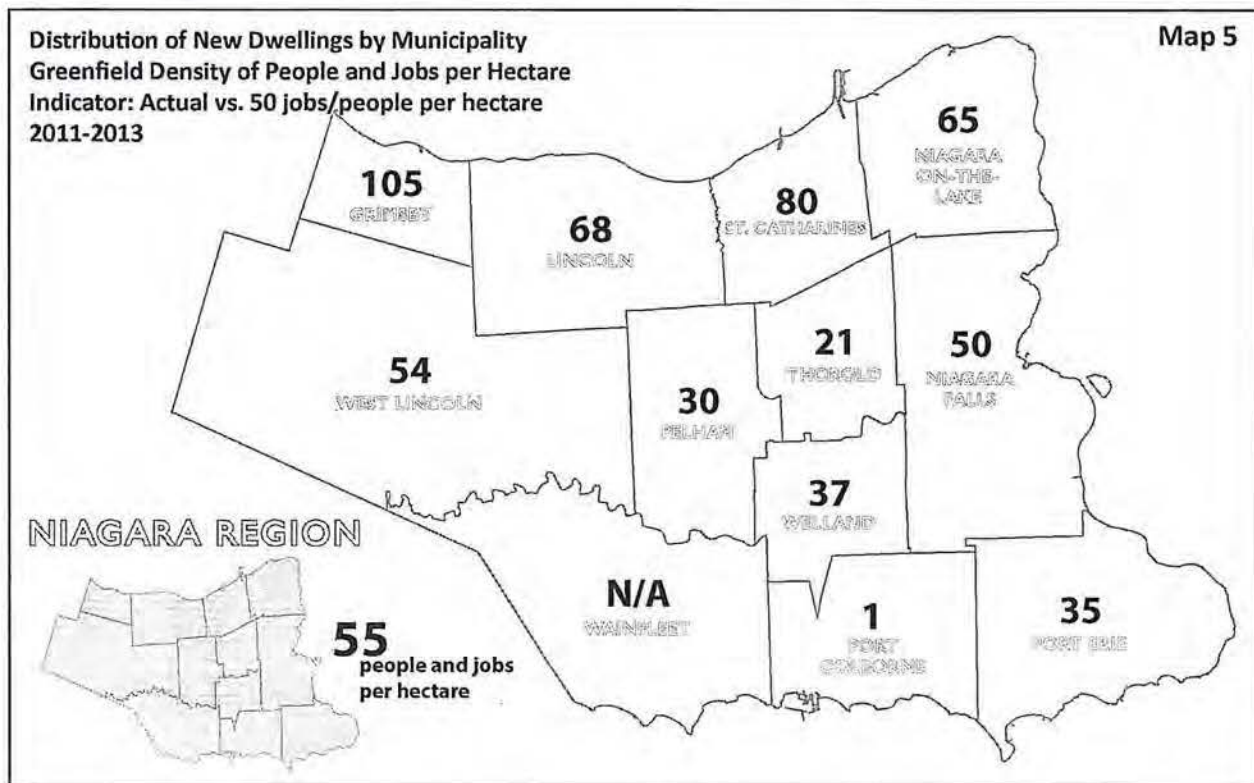 Distribution of New Dwellings by Municipality
Greenfield Density of People and Jobs per Hectare
Indicator: Actual vs. 50 jobs/people per hectare
2011-2013
Map 5
65
NIAGARA
ON-THE-
LAKE
105
GRIMSBY
80
ST. CATHARINES
68
LINCOLN
21
THOROLD
50
NIAGARA
FALLS
54
WEST LINCOLN
30
PELHAM
37
WELLAND
NIAGARA REGION
N/A
WAINFLEET
1
PORT
COLBORNE
35
FORT ERIE
55
people and jobs
per hectare